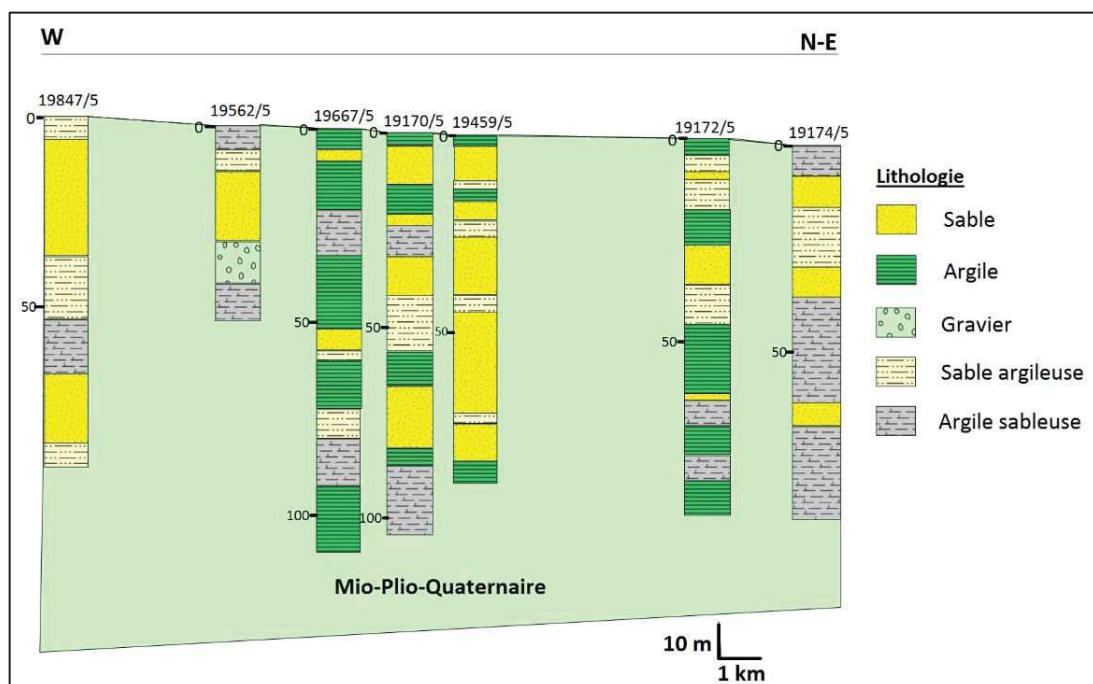 W N-E
19847/5 19562/5 19667/5 19170/5 19459/5 19172/5 19174/5
0 0 0 0 0 0 0
50 50 50 50 50 50
100 100
Mio-Plio-Quaternaire
10 m
1 km
Lithologie
Sable
Argile
Gravier
Sable argileuse
Argile sableuse